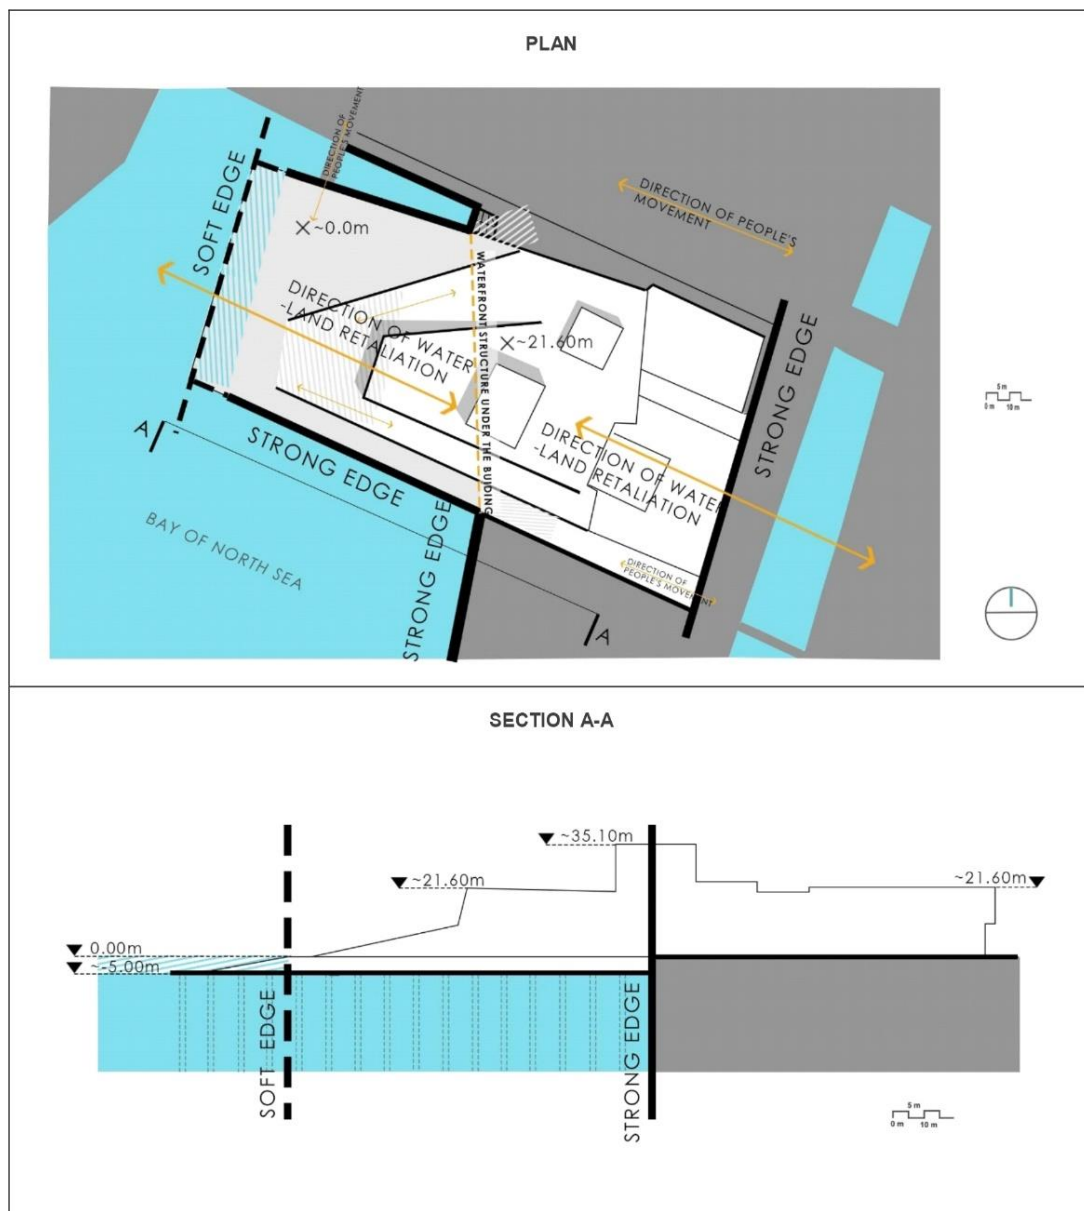 PLAN
DIRECTION OF
PEOPLE'S MOVEMENT
SOFT EDGE
~0.0m
DIRECTION OF PEOPLE'S
MOVEMENT
WATERFRONT STRUCTURE UNDER THE BUIDING
DIRECTION OF WATER
-LAND RETALIATION
~21.60m
STRONG EDGE
5 m
0 m 10 m
A
STRONG EDGE
DIRECTION OF WATER
-LAND RETALIATION
BAY OF NORTH SEA
STRONG EDGE
DIRECTION OF
PEOPLE'S MOVEMENT
A
SECTION A-A
~35.10m
~21.60m
~21.60m
0.00m
~-5.00m
SOFT EDGE
STRONG EDGE
5 m
0 m 10 m